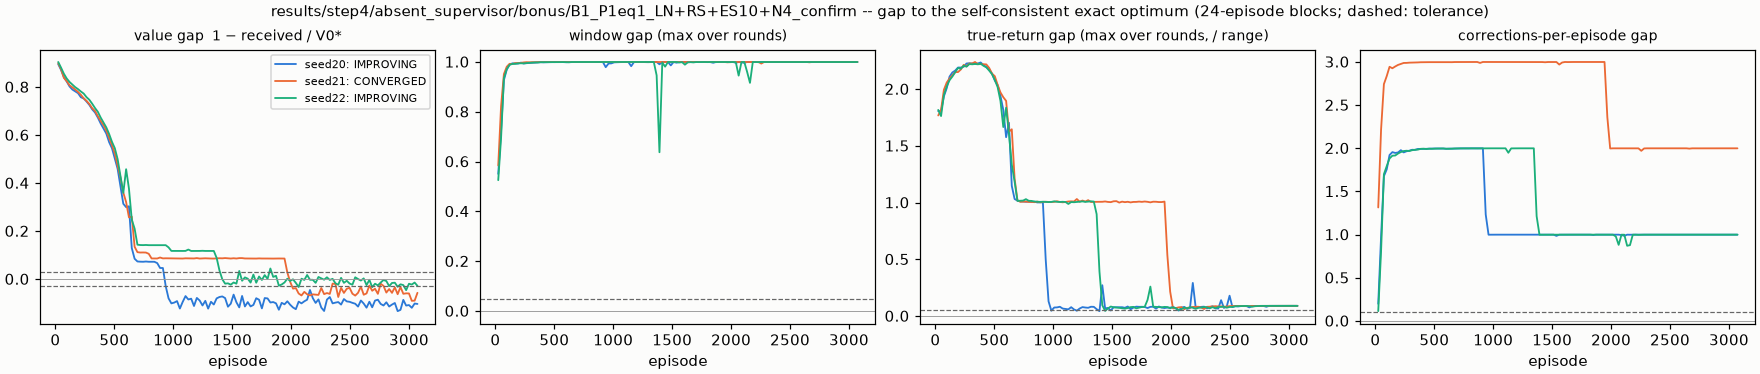 results/step4/absent_supervisor/bonus/B1_P1eq1_LN+RS+ES10+N4_confirm -- gap to the self-consistent exact optimum (24-episode blocks; dashed: tolerance)
value gap  1 − received / V0*
seed20: IMPROVING
seed21: CONVERGED
seed22: IMPROVING
0.8
0.6
0.4
0.2
0.0
0 500 1000 1500 2000 2500 3000
episode
window gap (max over rounds)
1.0
0.8
0.6
0.4
0.2
0.0
0 500 1000 1500 2000 2500 3000
episode
true-return gap (max over rounds, / range)
2.0
1.5
1.0
0.5
0.0
0 500 1000 1500 2000 2500 3000
episode
corrections-per-episode gap
3.0
2.5
2.0
1.5
1.0
0.5
0.0
0 500 1000 1500 2000 2500 3000
episode